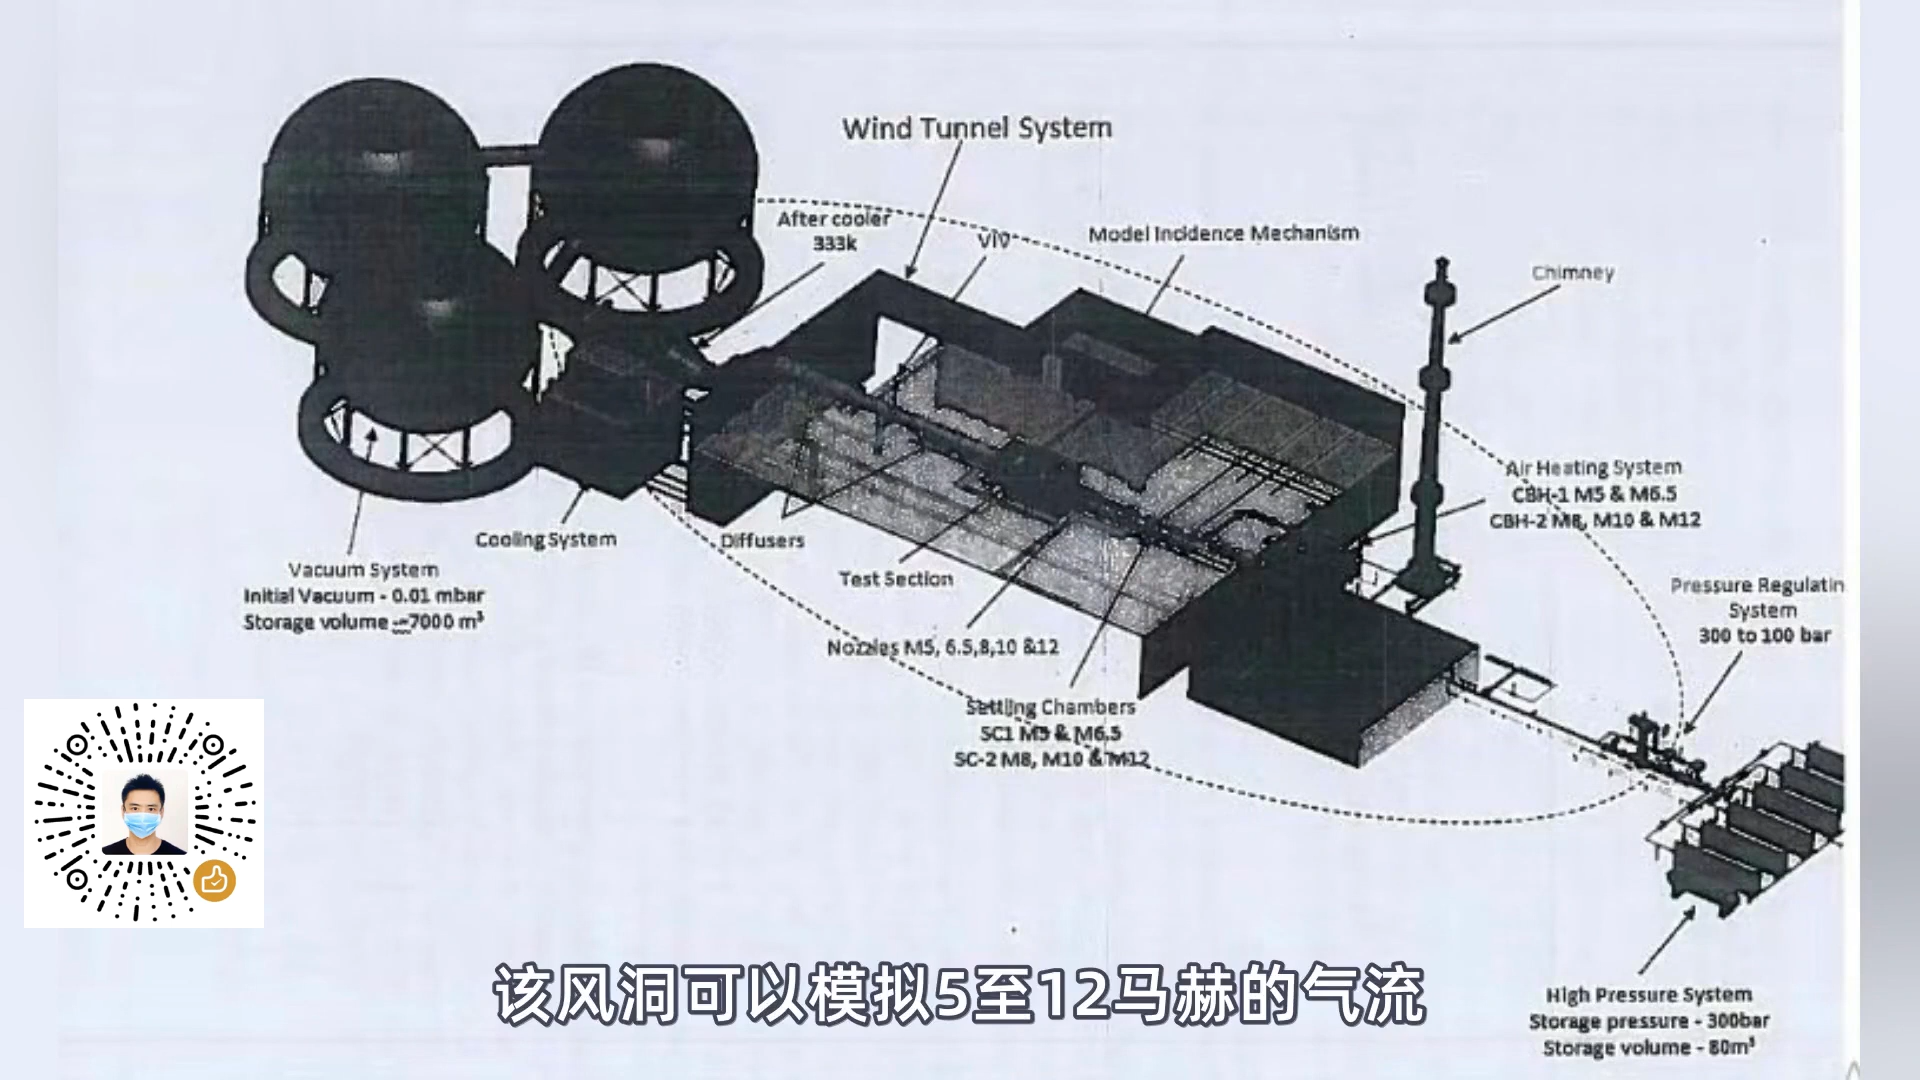 Wind Tunnel System
After cooler
333k
VIV
Model Incidence Mechanism
Chimney
Air Heating System
CBH-1 M5 & M6.5
CBH-2 M8, M10 & M12
Cooling System
Diffusers
Vacuum System
Initial Vacuum - 0.01 mbar
Storage volume -~7000 m³
Test Section
Pressure Regulatin
System
300 to 100 bar
Nozzles M5, 6.5,8,10 &12
Settling Chambers
SC1 M5 & M6.5
SC-2 M8, M10 & M12
该风洞可以模拟5至12马赫的气流
High Pressure System
Storage pressure - 300bar
Storage volume - 80m³